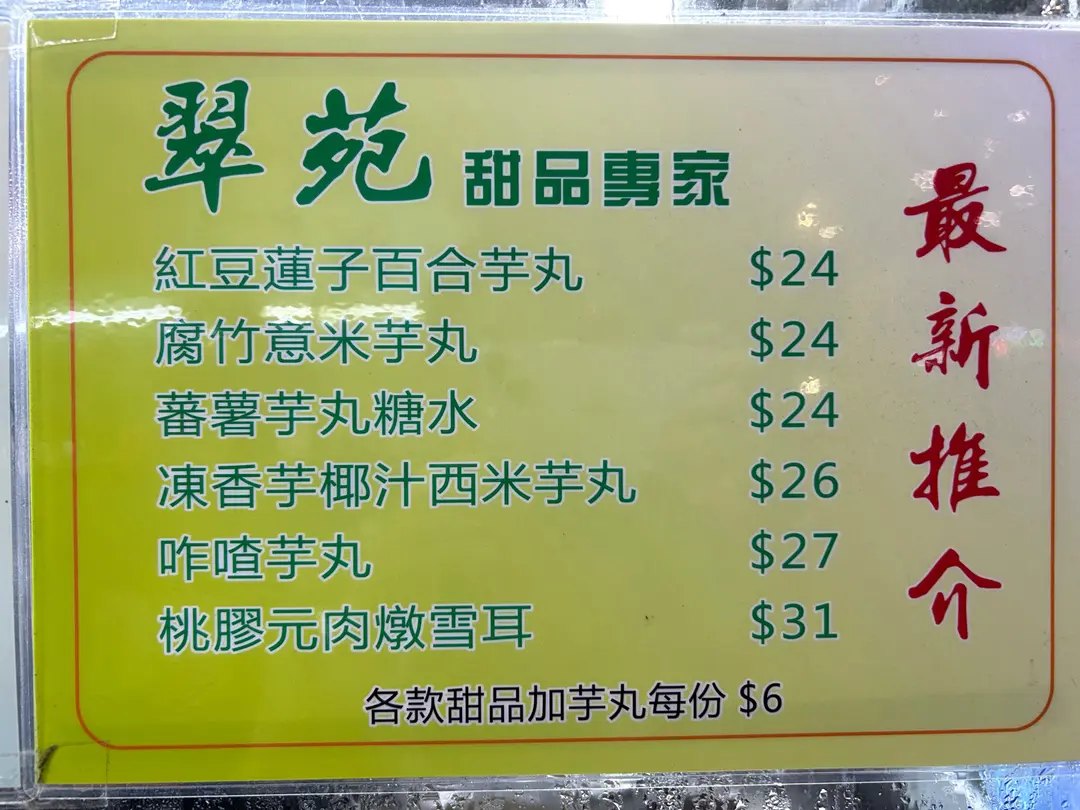 翠苑 甜品專家
最新推介
紅豆蓮子百合芋丸 $24
腐竹意米芋丸 $24
蕃薯芋丸糖水 $24
凍香芋椰汁西米芋丸 $26
咋喳芋丸 $27
桃膠元肉燉雪耳 $31
各款甜品加芋丸每份 $6